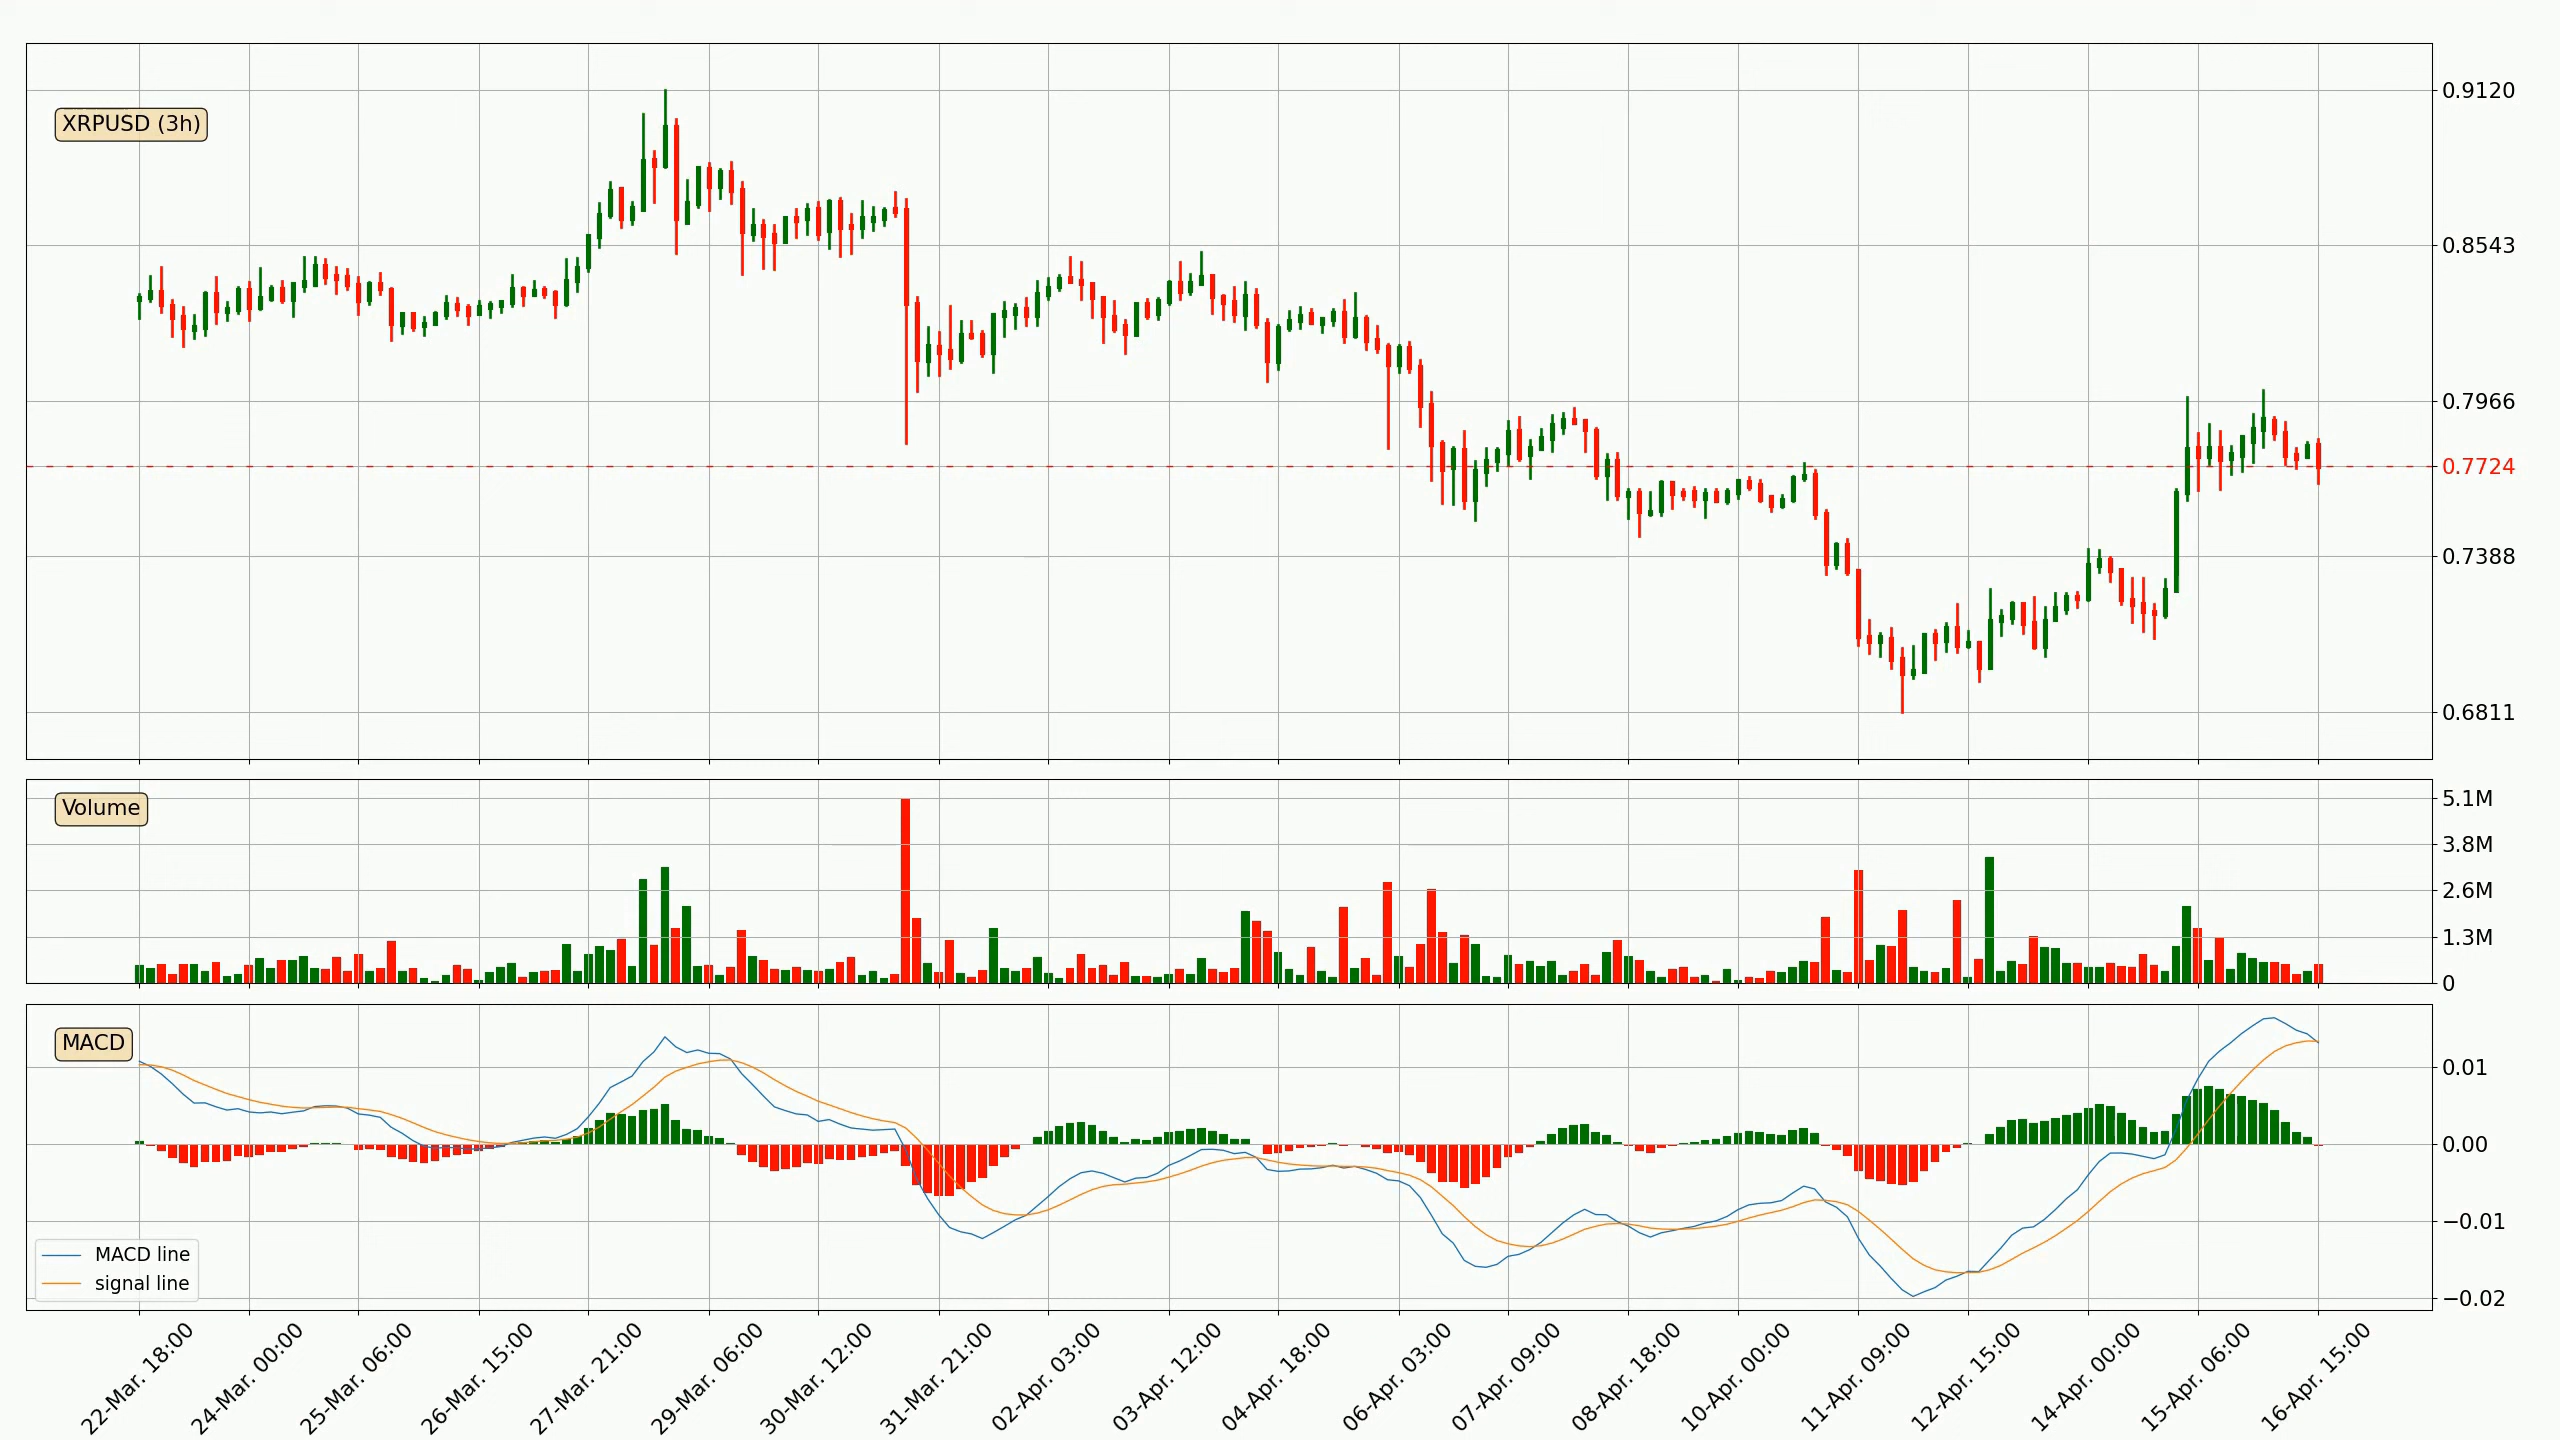 XRPUSD (3h)
0.9120
0.8543
0.7966
0.7724
0.7388
0.6811
Volume
5.1M
3.8M
2.6M
1.3M
0
MACD
0.01
0.00
−0.01
−0.02
MACD line
signal line
22-Mar. 18:00
24-Mar. 00:00
25-Mar. 06:00
26-Mar. 15:00
27-Mar. 21:00
29-Mar. 06:00
30-Mar. 12:00
31-Mar. 21:00
02-Apr. 03:00
03-Apr. 12:00
04-Apr. 18:00
06-Apr. 03:00
07-Apr. 09:00
08-Apr. 18:00
10-Apr. 00:00
11-Apr. 09:00
12-Apr. 15:00
14-Apr. 00:00
15-Apr. 06:00
16-Apr. 15:00